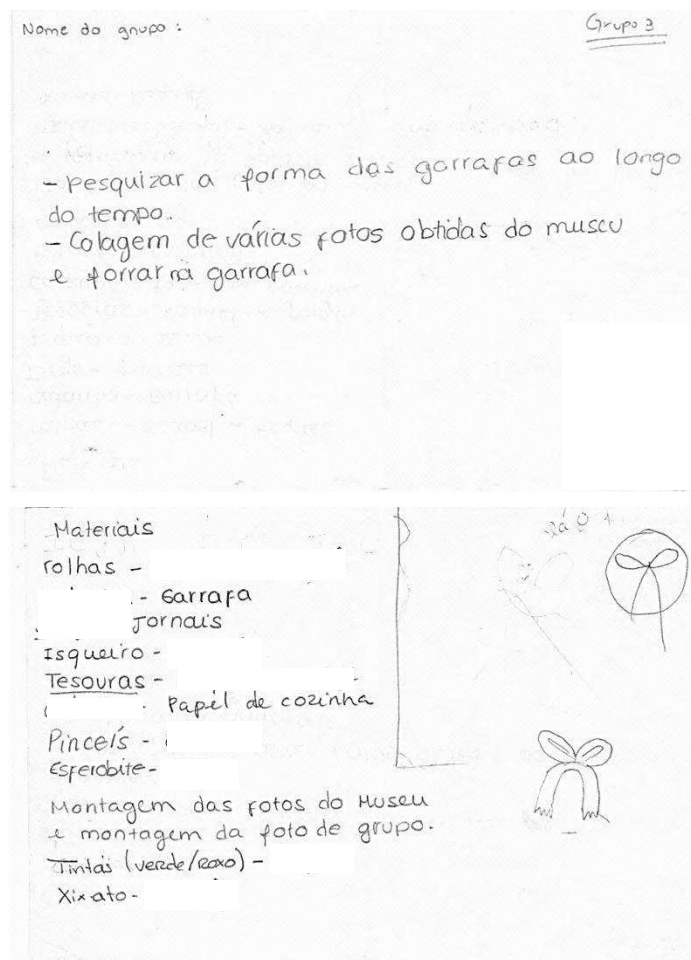 Nome do grupo :
Grupo 3
- Pesquizar a forma das garrafas ao longo
do tempo.
- Colagem de várias fotos obtidas do museu
e forrar na garrafa.
Materiais
rolhas -
- Garrafa
Jornais
Isqueiro -
Tesouras -
Papel de cozinha
Pinceís -
Esferobite -
Montagem das fotos do Museu
e montagem da foto de grupo.
Tintas (verde/roxo) -
Xixato -